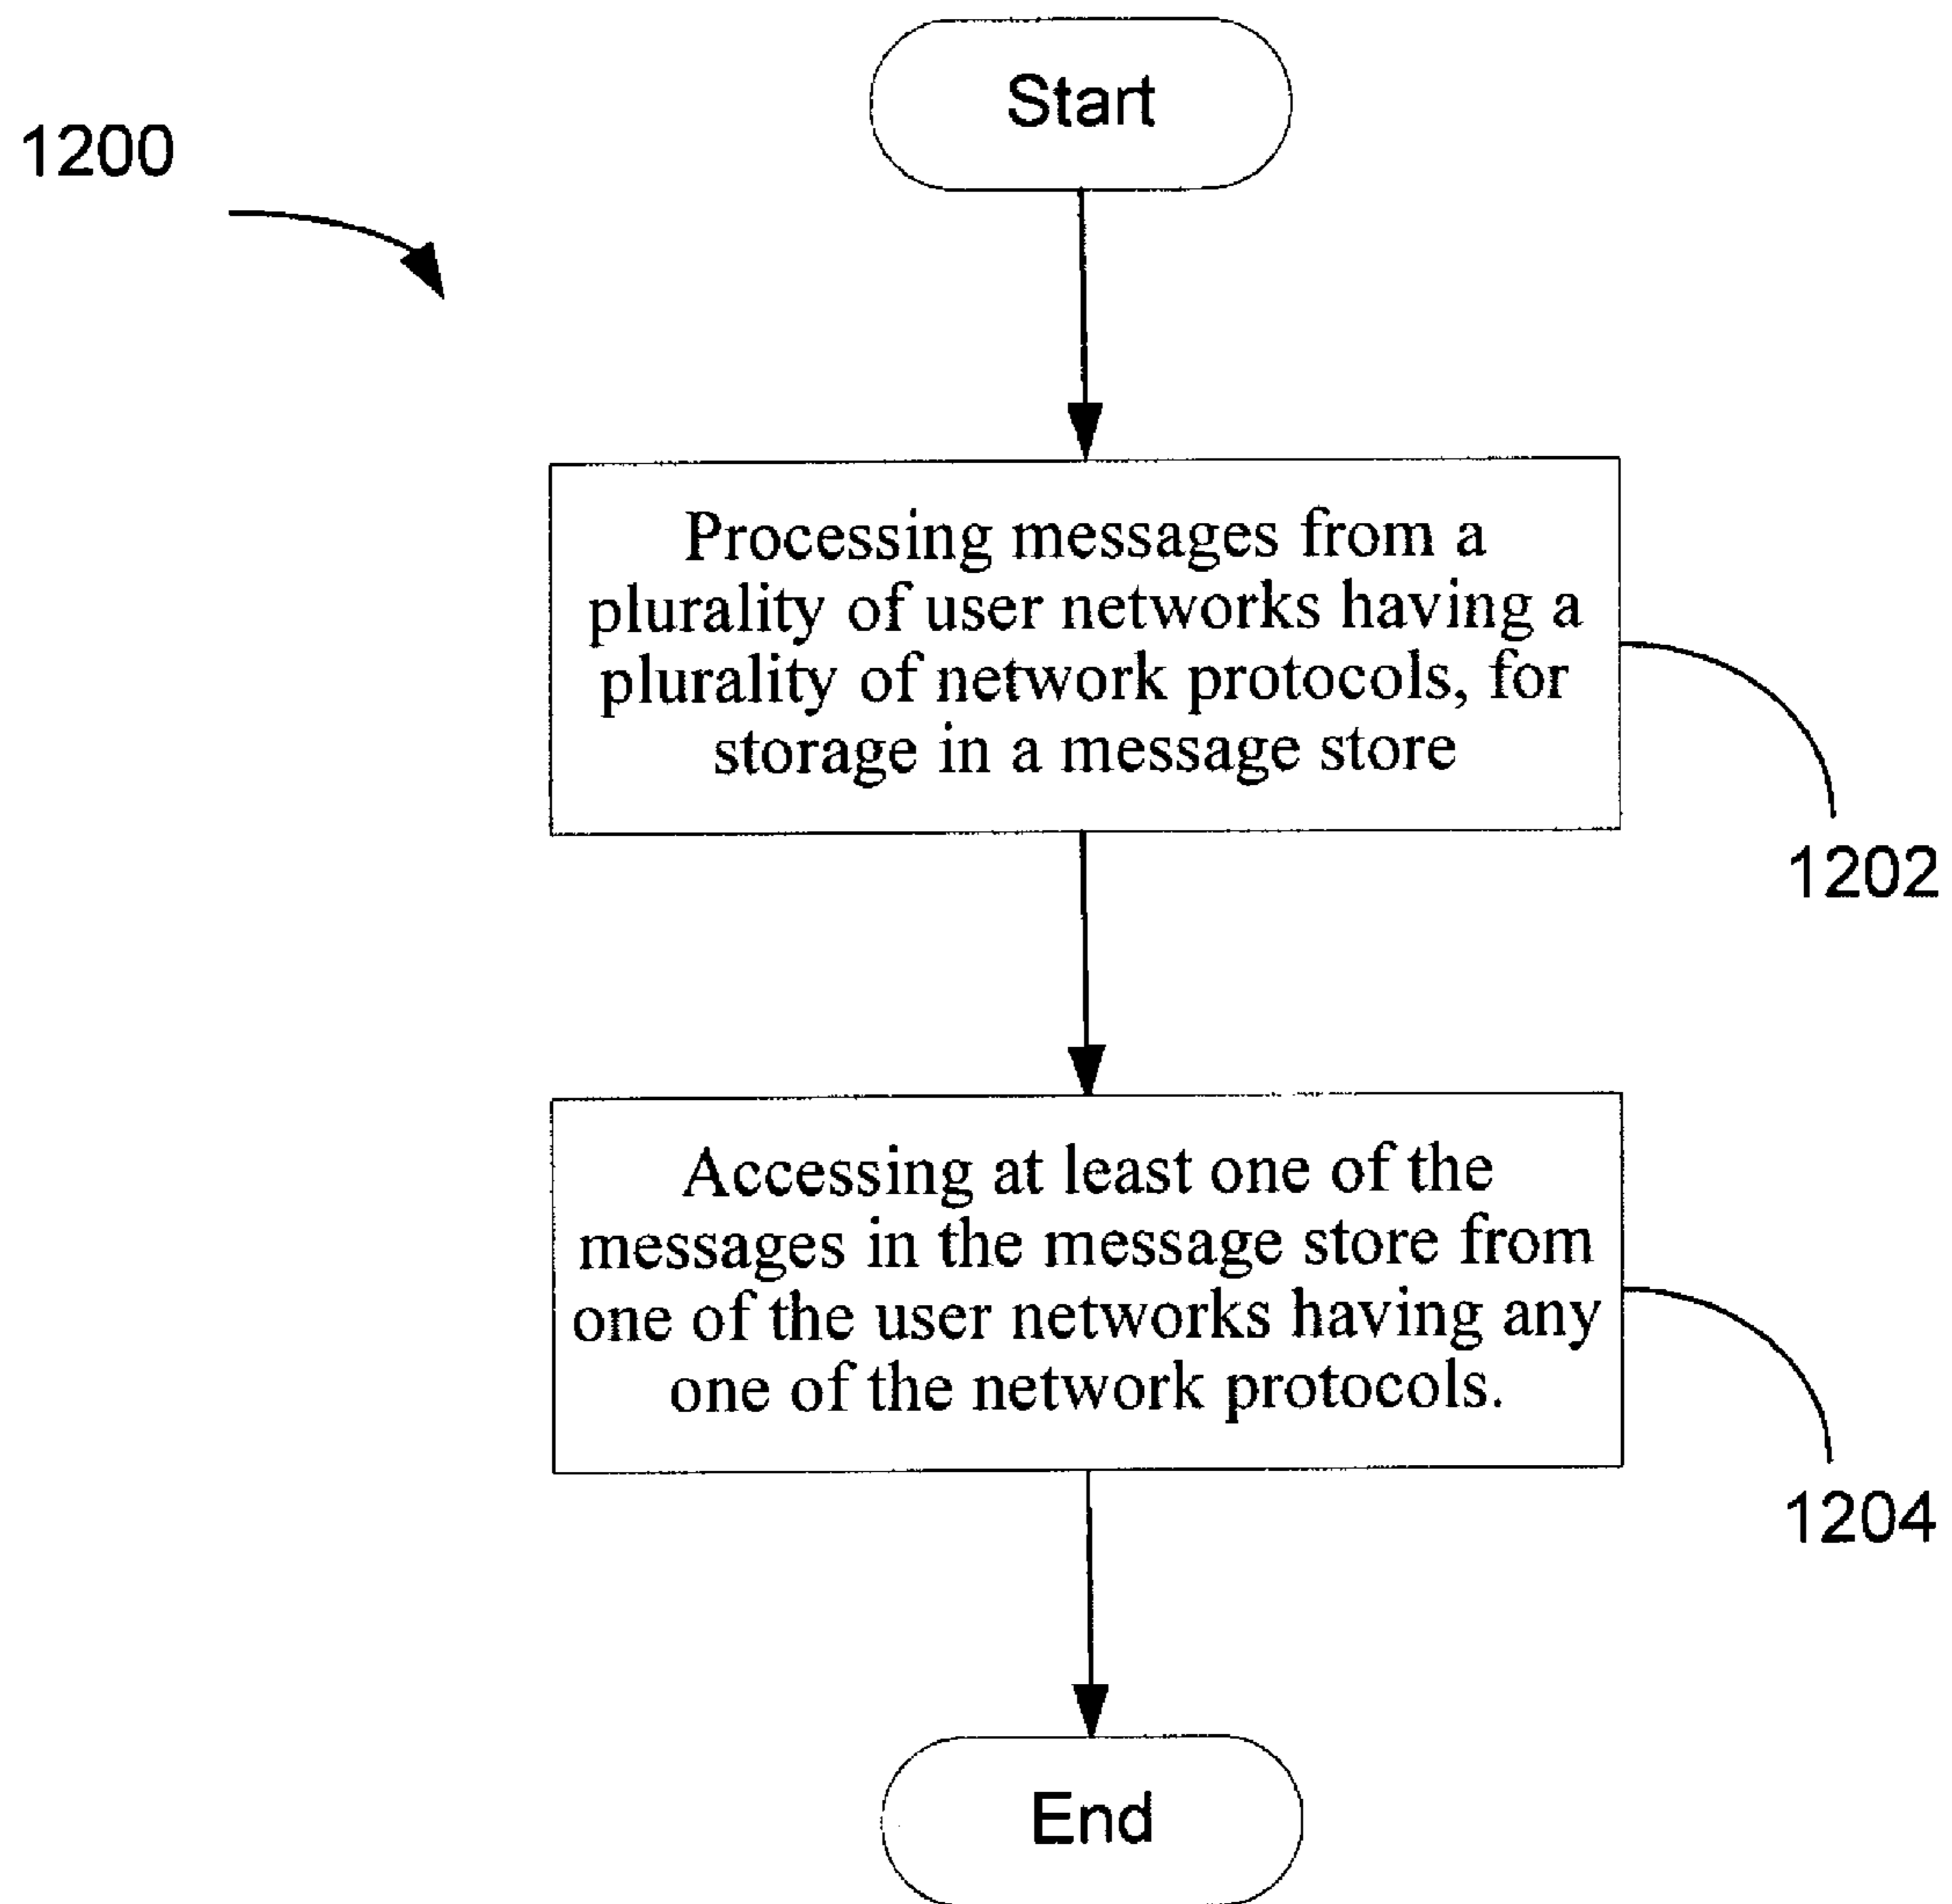 Start
1200
Processing messages from a
plurality of user networks having a
plurality of network protocols, for
storage in a message store
1202
Accessing at least one of the
messages in the message store from
one of the user networks having any
one of the network protocols.
1204
End